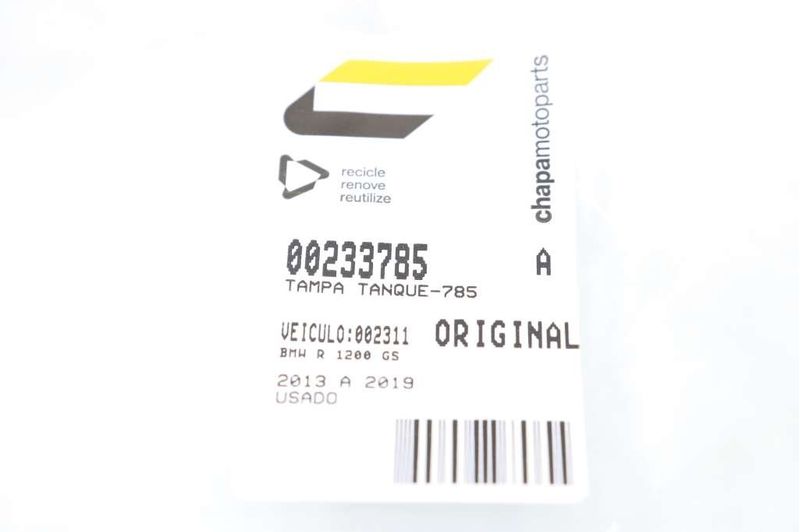 chapamotoparts
recicle
renove
reutilize
00233785 A
TAMPA TANQUE-785
VEICULO:002311 ORIGINAL
BMW R 1200 GS
2013 A 2019
USADO